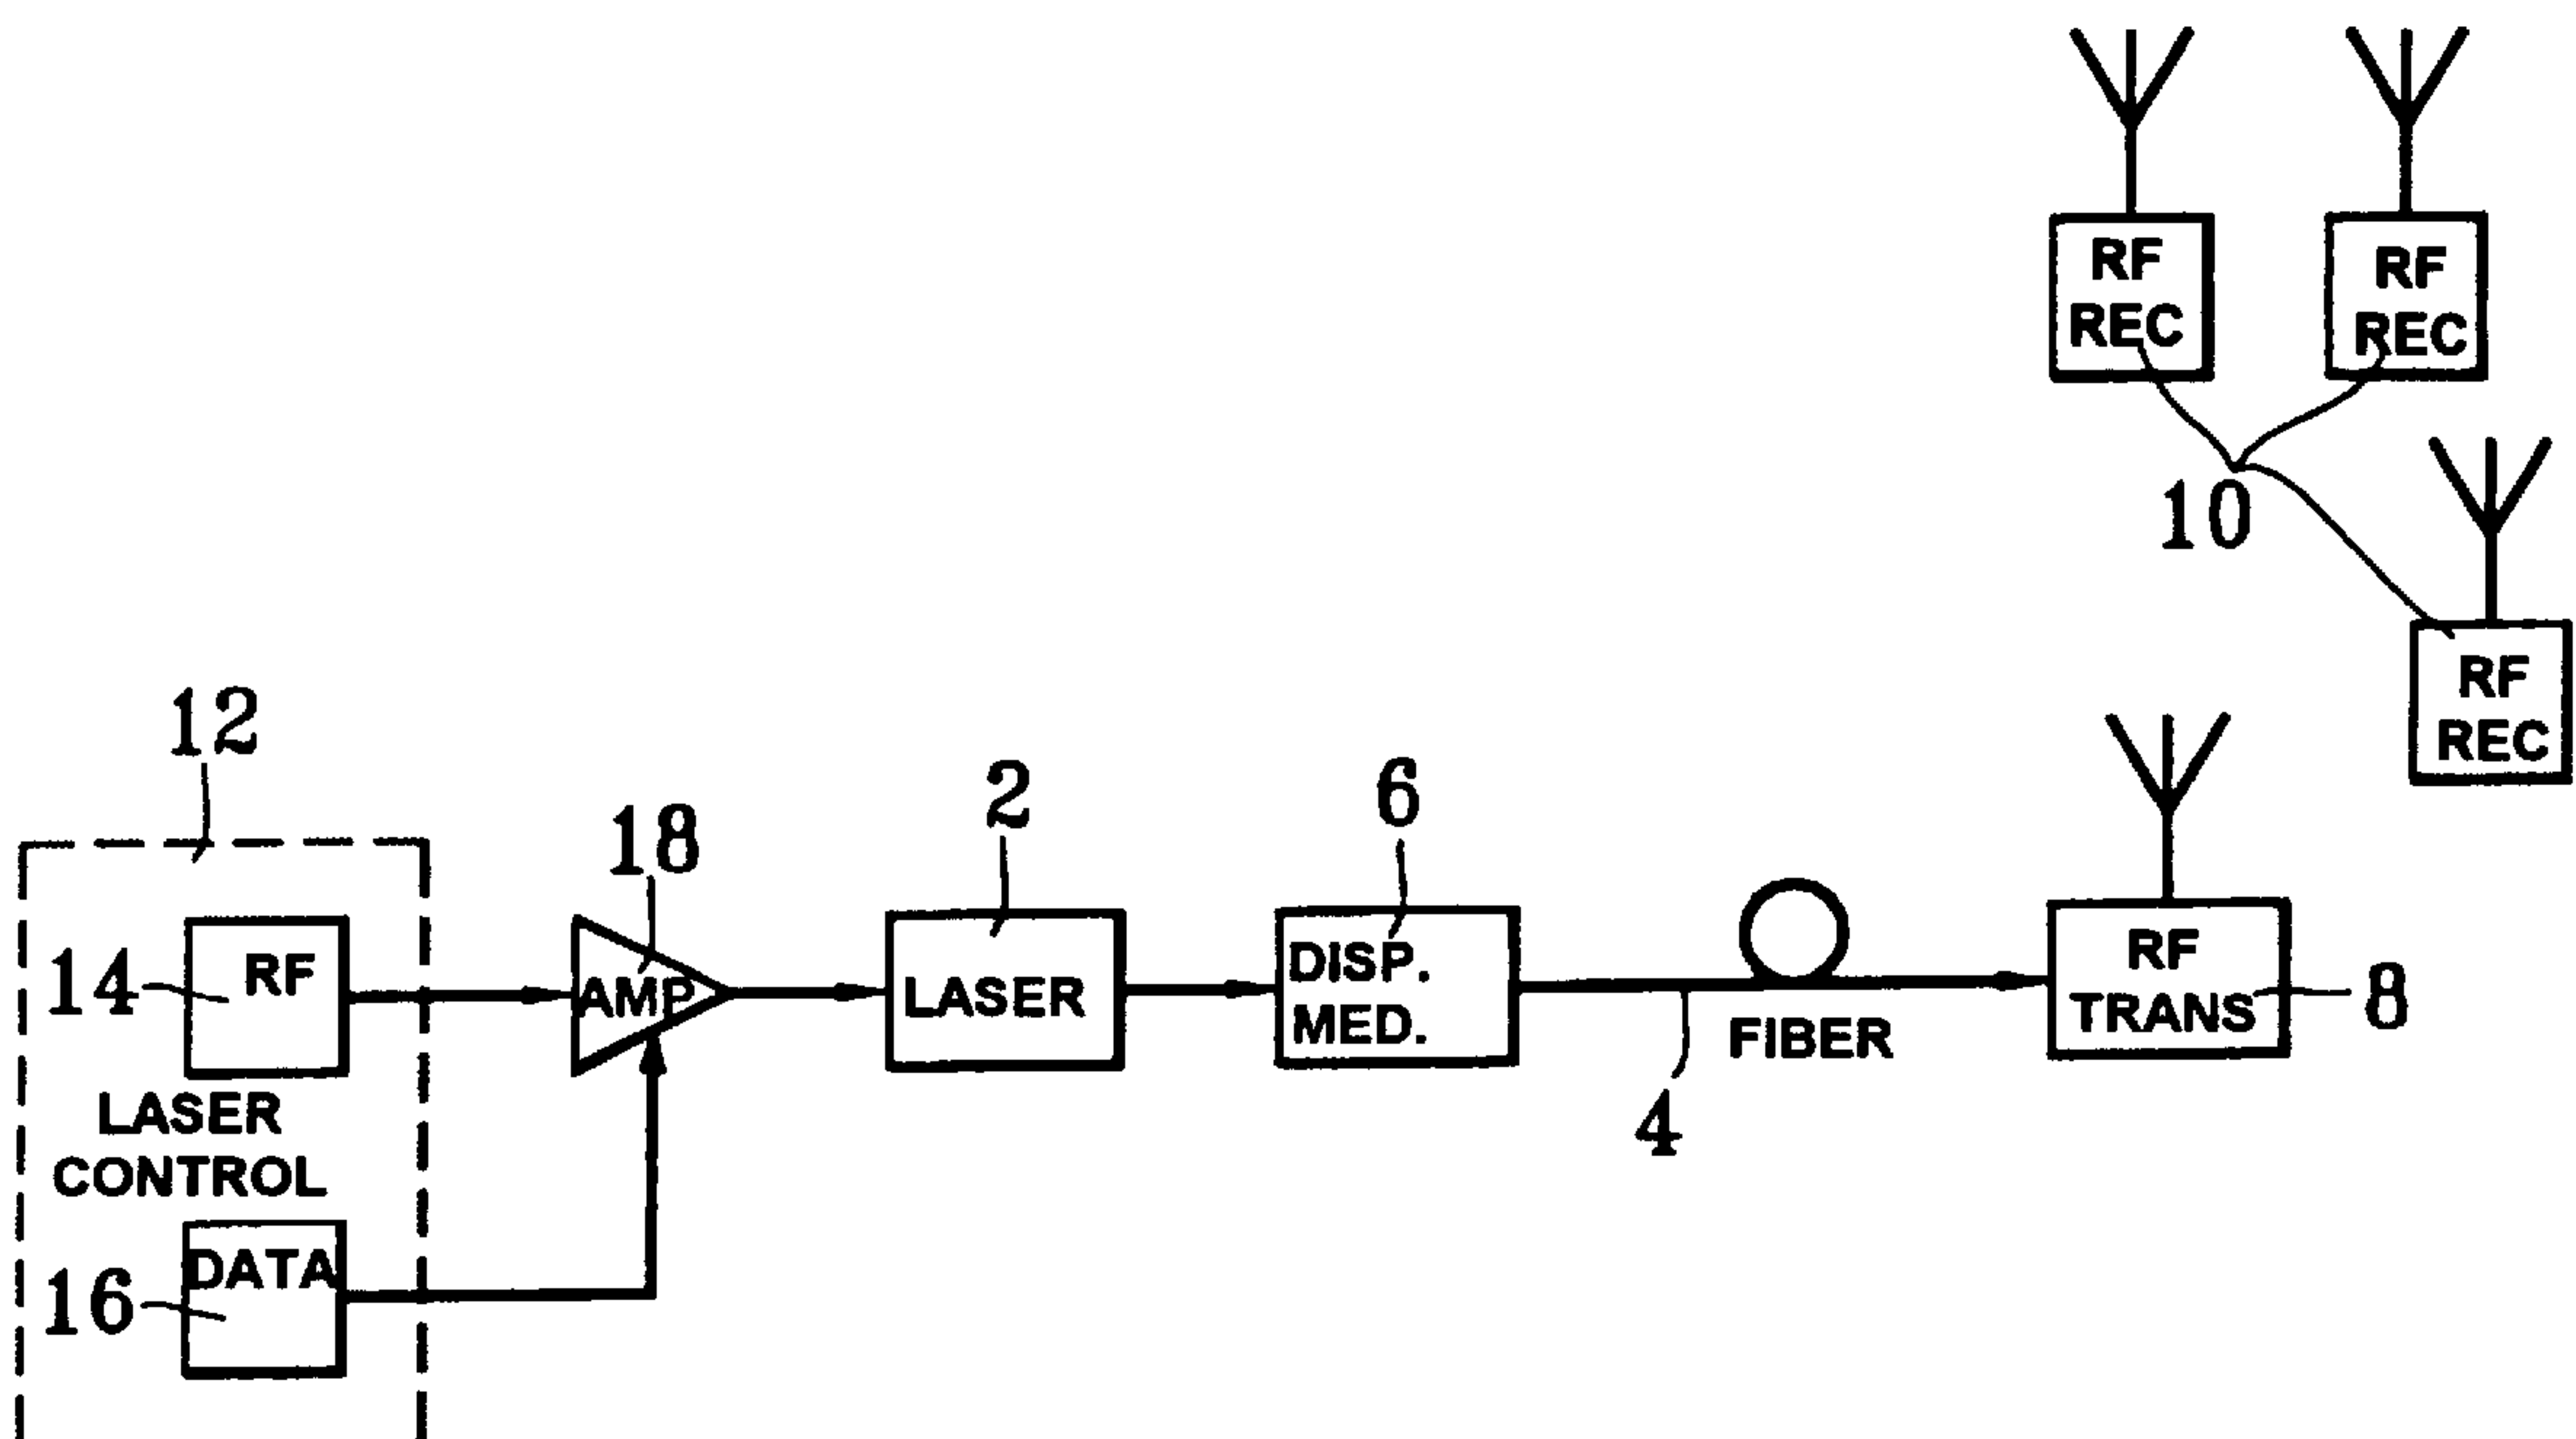 RF
REC
RF
REC
10
RF
REC
12
18
2
6
14
RF
AMP
LASER
DISP.
MED.
FIBER
4
RF
TRANS
8
LASER
CONTROL
16
DATA